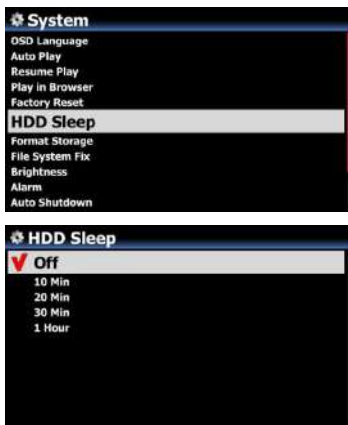 System
OSD Language
Auto Play
Resume Play
Play in Browser
Factory Reset
HDD Sleep
Format Storage
File System Fix
Brightness
Alarm
Auto Shutdown
HDD Sleep
Off
10 Min
20 Min
30 Min
1 Hour